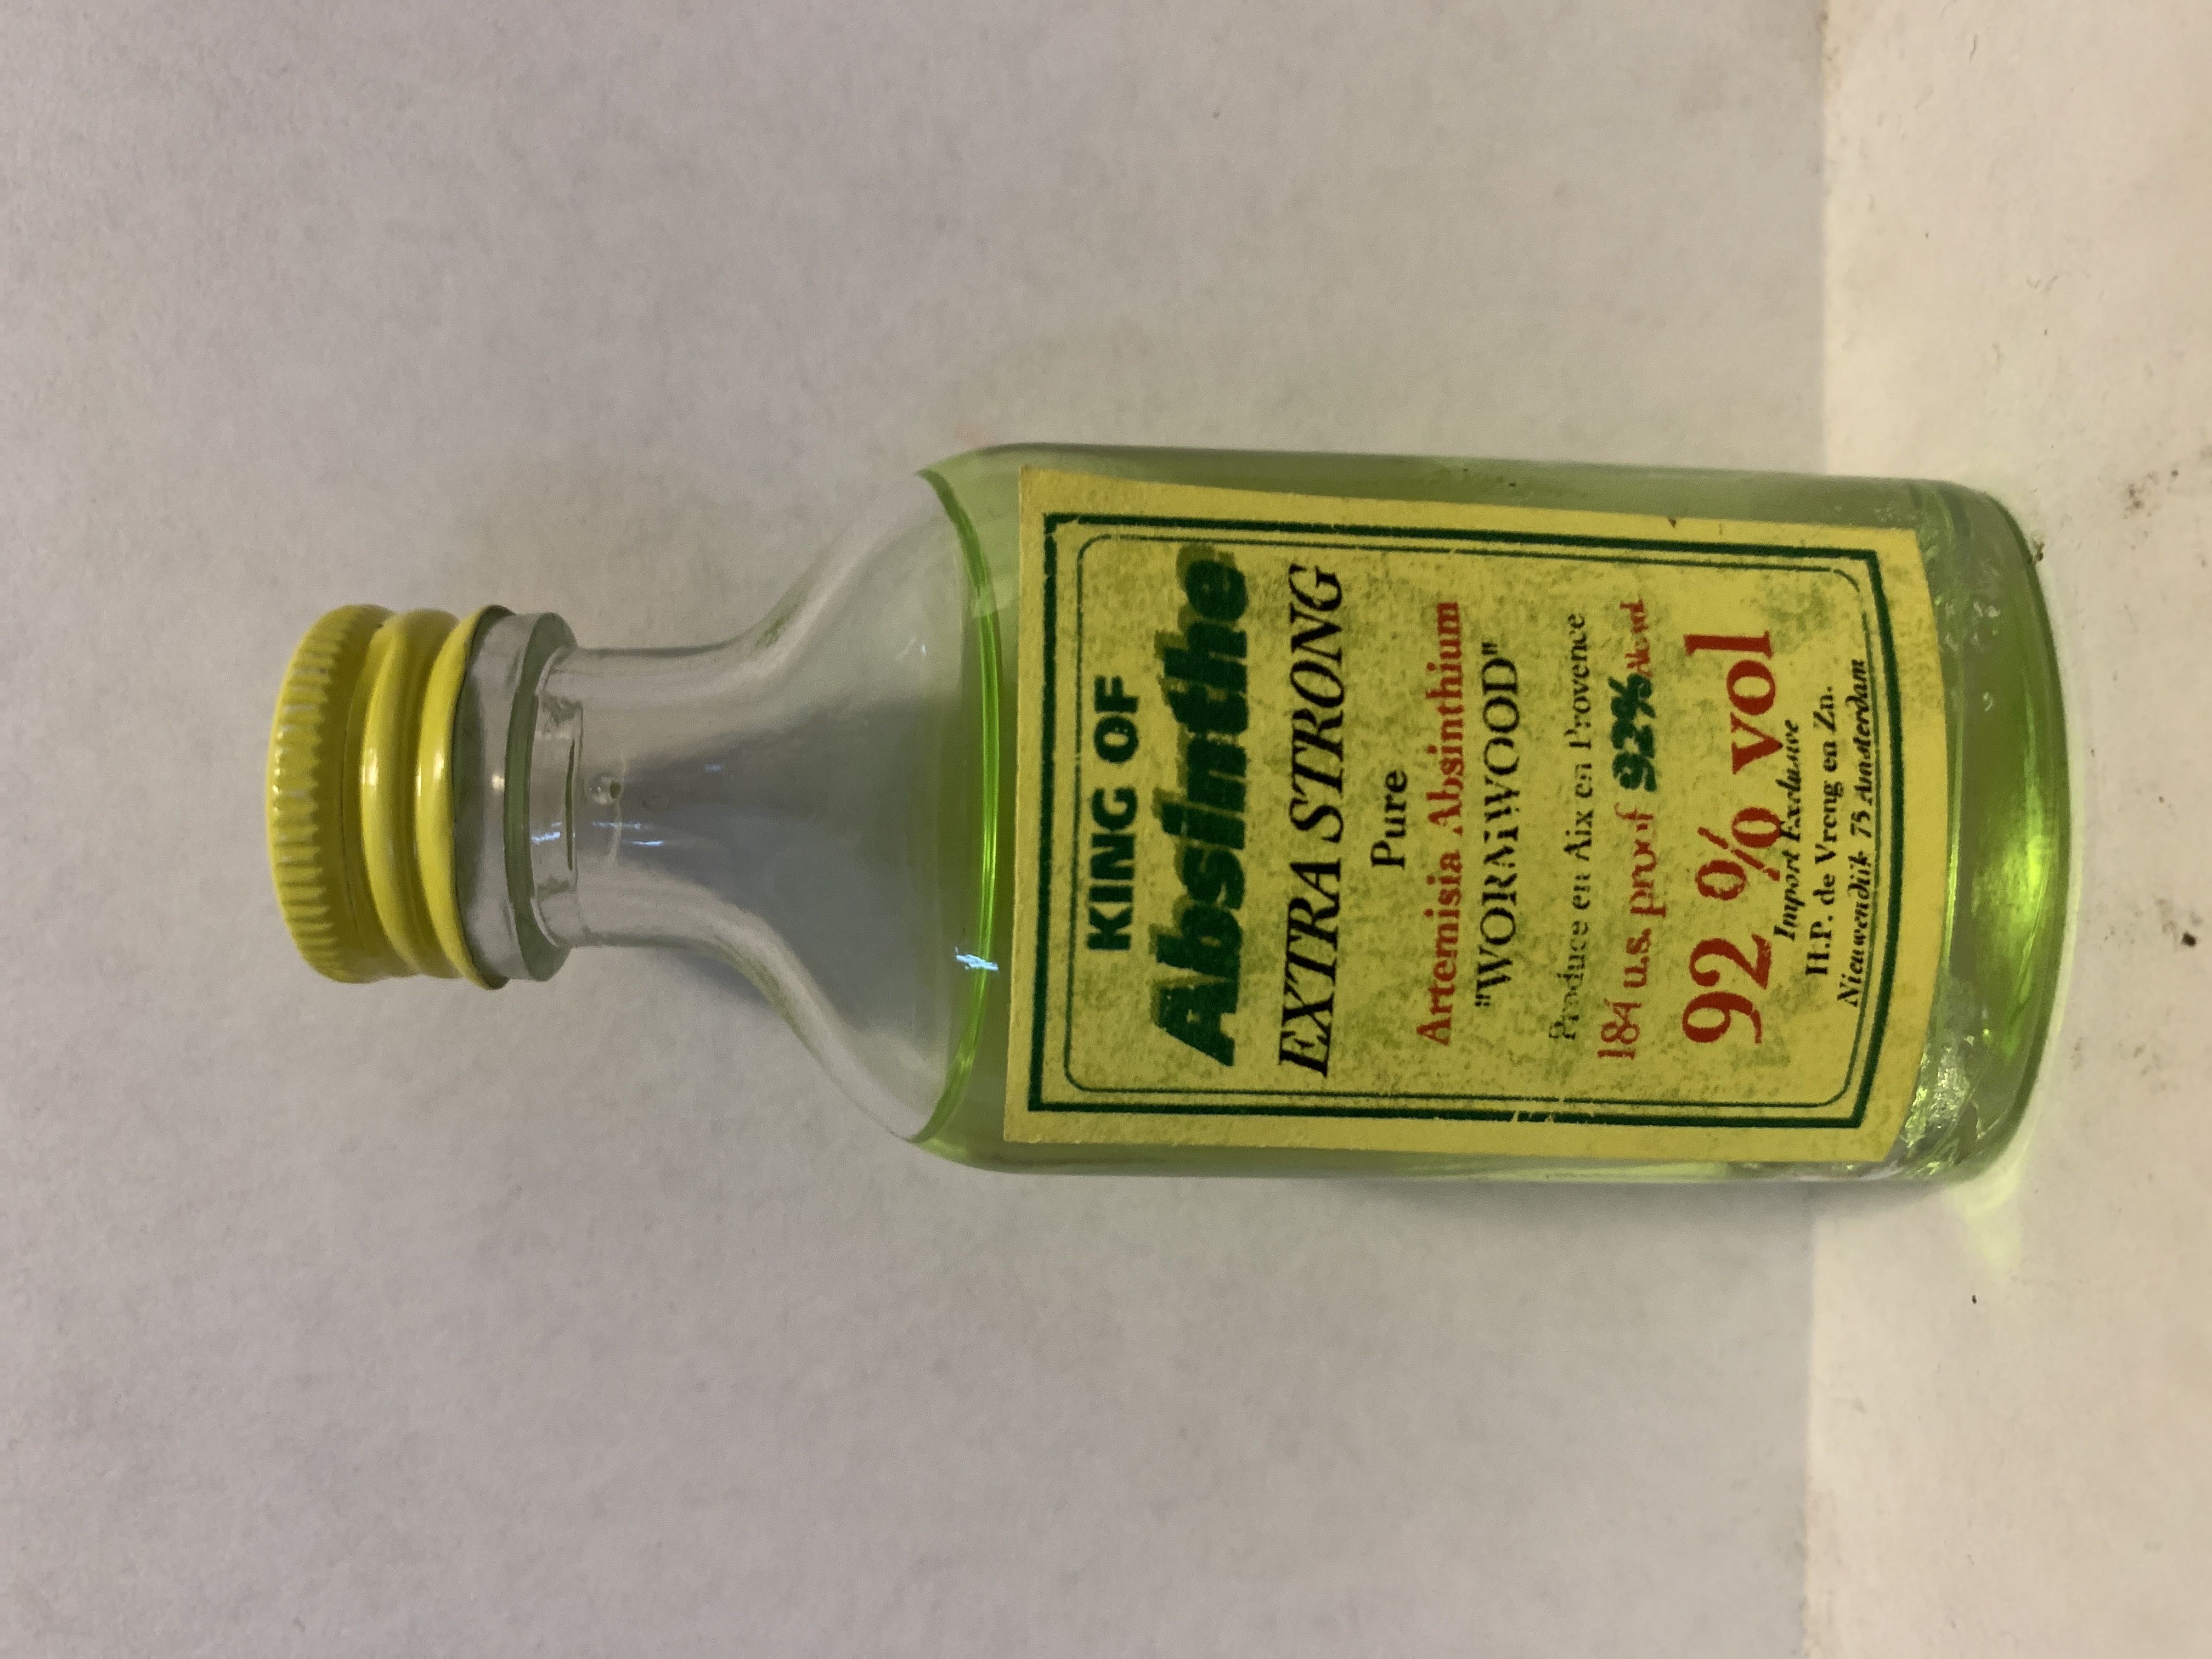 KING OF
Absinthe
EXTRA STRONG
Pure
Artemisia Absinthium
"WORMWOOD"
Produce en Aix en Provence
184 u.s. proof 92% Alcohol
92 % vol
Import Exclusive
H.P. de Vreng en Zn.
Nieuwendijk 75 Amsterdam